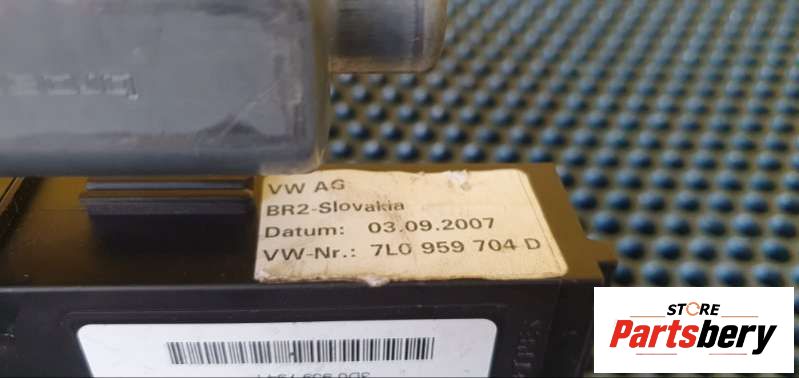 VW AG
BR2-Slovakia
Datum: 03.09.2007
VW-Nr.: 7L0 959 704 D
STORE
Partsbery